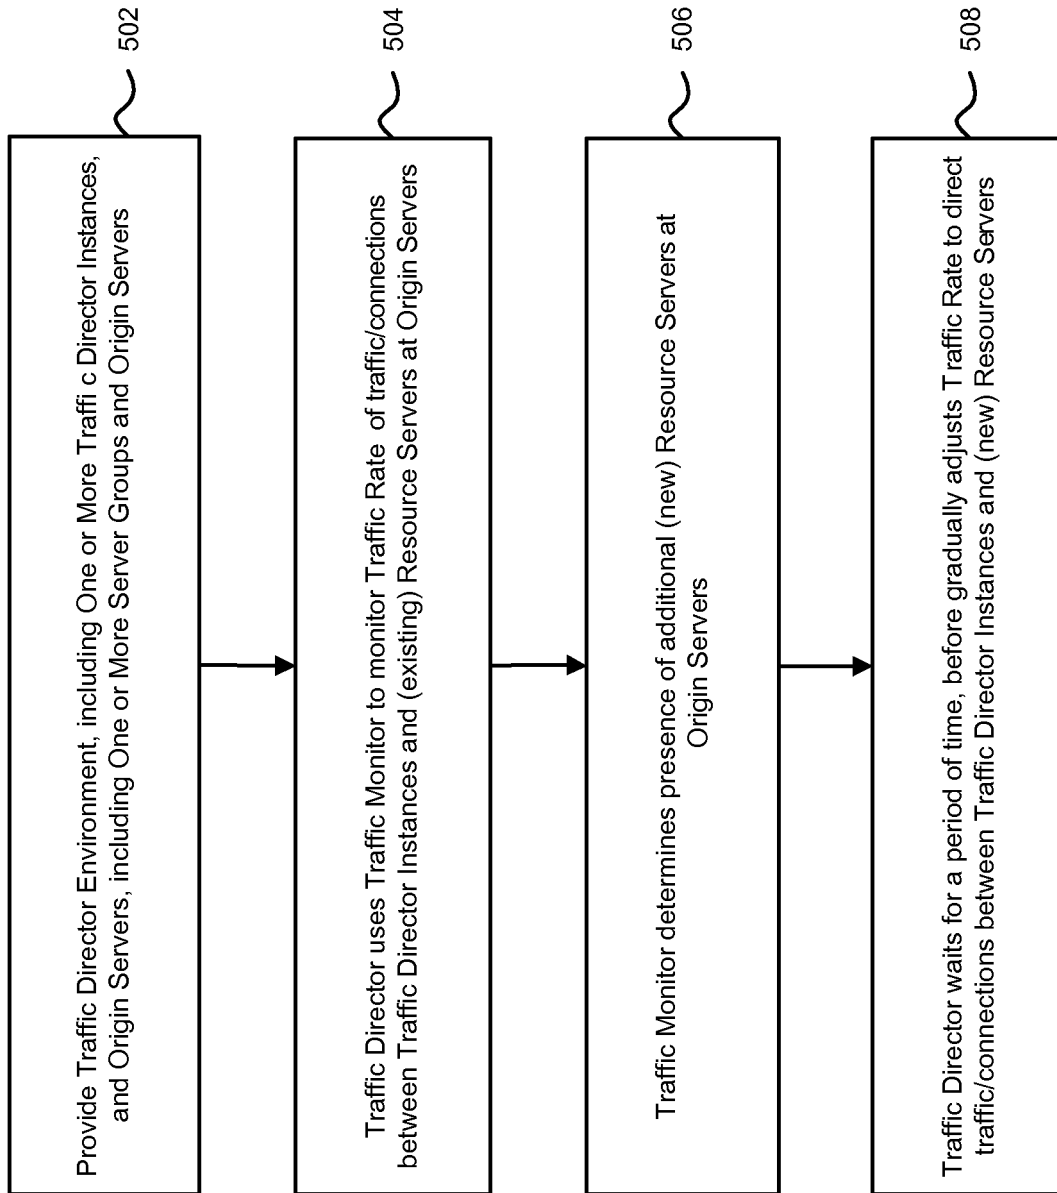 Provide Traffic Director Environment, including One or More Traffi c Director Instances,
and Origin Servers, including One or More Server Groups and Origin Servers
502
Traffic Director uses Traffic Monitor to monitor Traffic Rate of traffic/connections
between Traffic Director Instances and (existing) Resource Servers at Origin Servers
504
Traffic Monitor determines presence of additional (new) Resource Servers at
Origin Servers
506
Traffic Director waits for a period of time, before gradually adjusts Traffic Rate to direct
traffic/connections between Traffic Director Instances and (new) Resource Servers
508